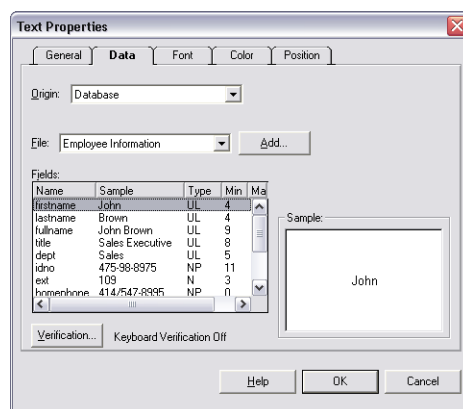 Text Properties
General Data Font Color Position
Origin: Database
File: Employee Information Add...
Fields:
Name Sample Type Min Ma
firstname John UL 4
lastname Brown UL 4
fullname John Brown UL 9
title Sales Executive UL 8
dept Sales UL 5
idno 475-98-8975 NP 11
ext 109 N 3
homephone 414/547-8995 NP 0
Sample:
John
Verification... Keyboard Verification Off
Help OK Cancel